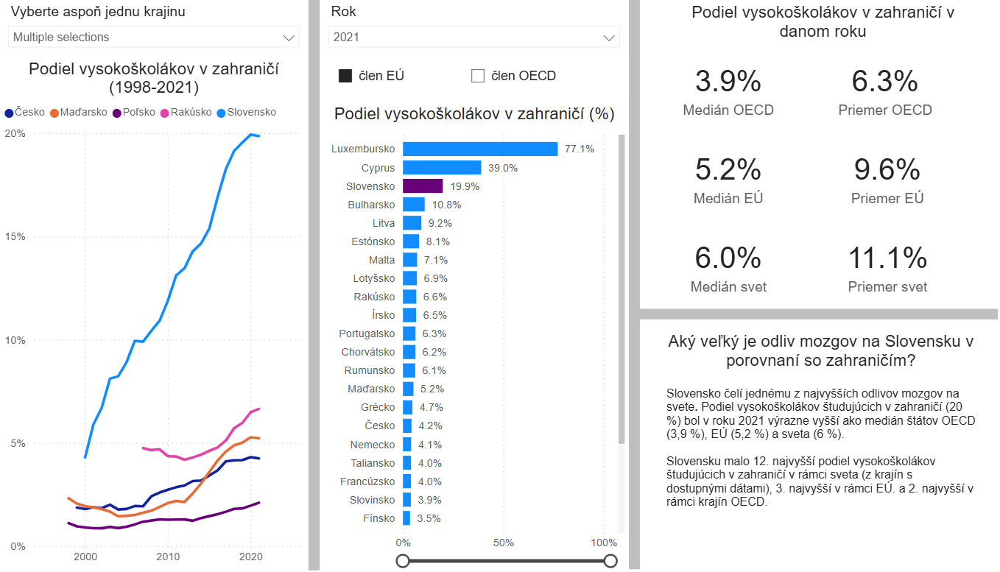 Vyberte aspoň jednu krajinu
Multiple selections
Podiel vysokoškolákov v zahraničí
(1998-2021)
Česko Maďarsko Poľsko Rakúsko Slovensko
20%
15%
10%
5%
0%
2000 2010 2020
Rok
2021
člen EÚ člen OECD
Podiel vysokoškolákov v zahraničí (%)
Luxembursko 77.1%
Cyprus 39.0%
Slovensko 19.9%
Bulharsko 10.8%
Litva 9.2%
Estónsko 8.1%
Malta 7.1%
Lotyšsko 6.9%
Rakúsko 6.6%
Írsko 6.5%
Portugalsko 6.3%
Chorvátsko 6.2%
Rumunsko 6.1%
Maďarsko 5.2%
Grécko 4.7%
Česko 4.2%
Nemecko 4.1%
Taliansko 4.0%
Francúzsko 4.0%
Slovinsko 3.9%
Fínsko 3.5%
0% 50% 100%
Podiel vysokoškolákov v zahraničí v
danom roku
3.9% 6.3%
Medián OECD Priemer OECD
5.2% 9.6%
Medián EÚ Priemer EÚ
6.0% 11.1%
Medián svet Priemer svet
Aký veľký je odliv mozgov na Slovensku v
porovnaní so zahraničím?
Slovensko čelí jednému z najvyšších odlivov mozgov na
svete. Podiel vysokoškolákov študujúcich v zahraničí (20
%) bol v roku 2021 výrazne vyšší ako medián štátov OECD
(3,9 %), EÚ (5,2 %) a sveta (6 %).
Slovensku malo 12. najvyšší podiel vysokoškolákov
študujúcich v zahraničí v rámci sveta (z krajín s
dostupnými dátami), 3. najvyšší v rámci EÚ. a 2. najvyšší v
rámci krajín OECD.